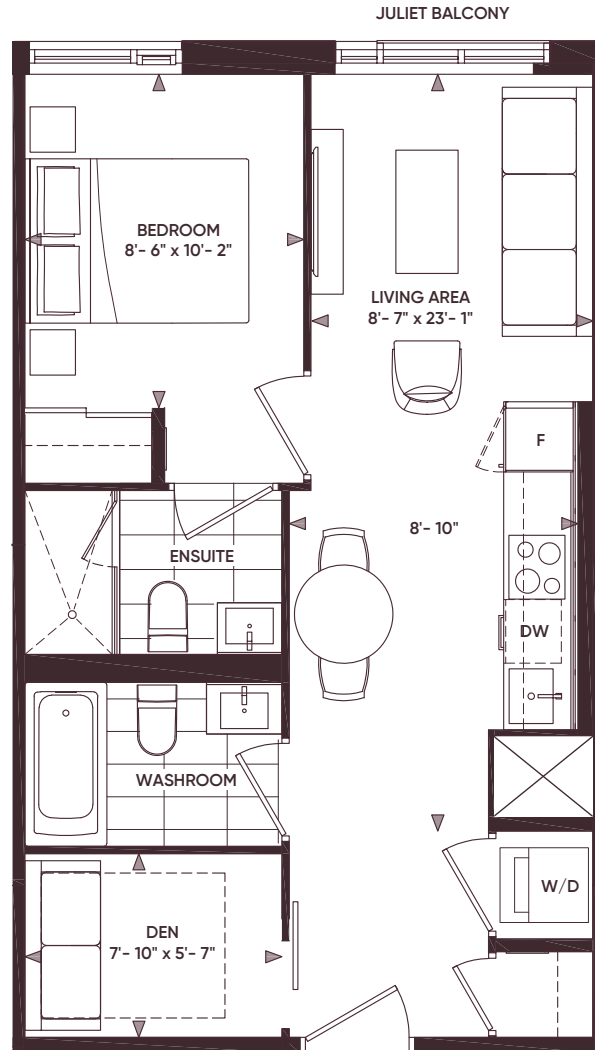 JULIET BALCONY
BEDROOM
8'- 6" x 10'- 2"
LIVING AREA
8'- 7" x 23'- 1"
F
8'- 10"
ENSUITE
DW
WASHROOM
W/D
DEN
7'- 10" x 5'- 7"